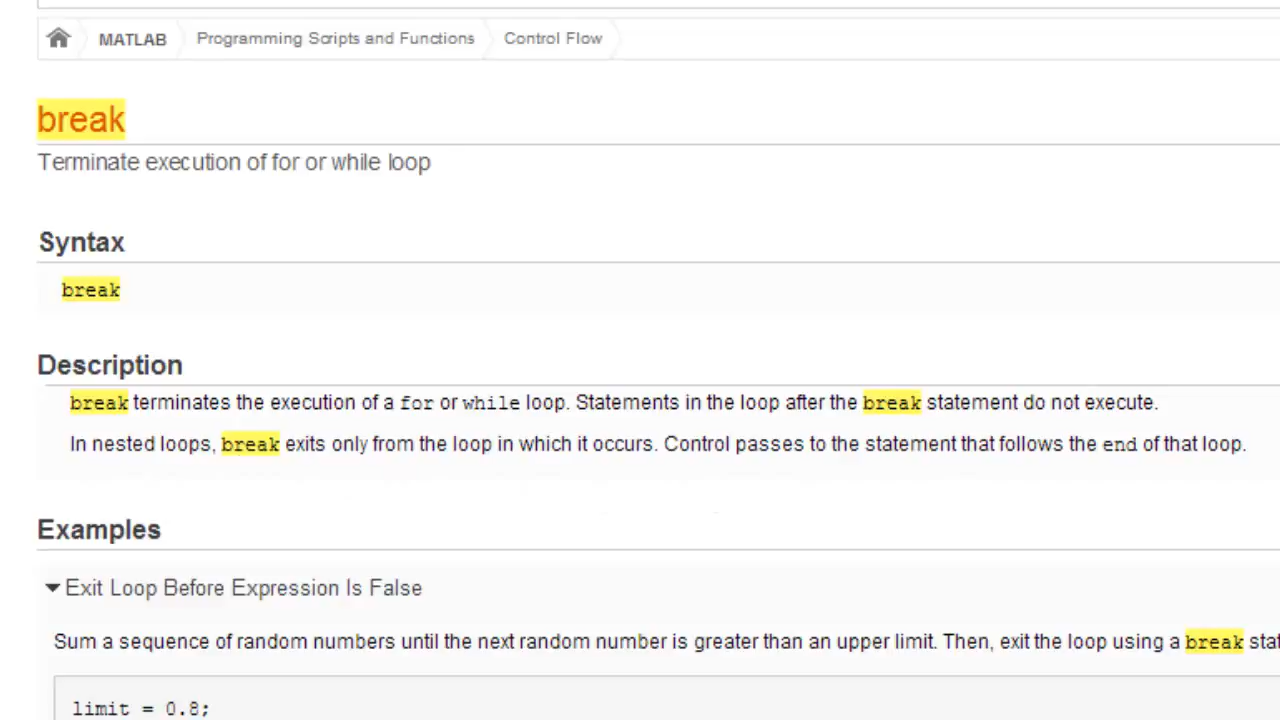 MATLAB Programming Scripts and Functions Control Flow
break
Terminate execution of for or while loop
Syntax
break
Description
break terminates the execution of a for or while loop. Statements in the loop after the break statement do not execute.
In nested loops, break exits only from the loop in which it occurs. Control passes to the statement that follows the end of that loop.
Examples
Exit Loop Before Expression Is False
Sum a sequence of random numbers until the next random number is greater than an upper limit. Then, exit the loop using a break
limit = 0.8;